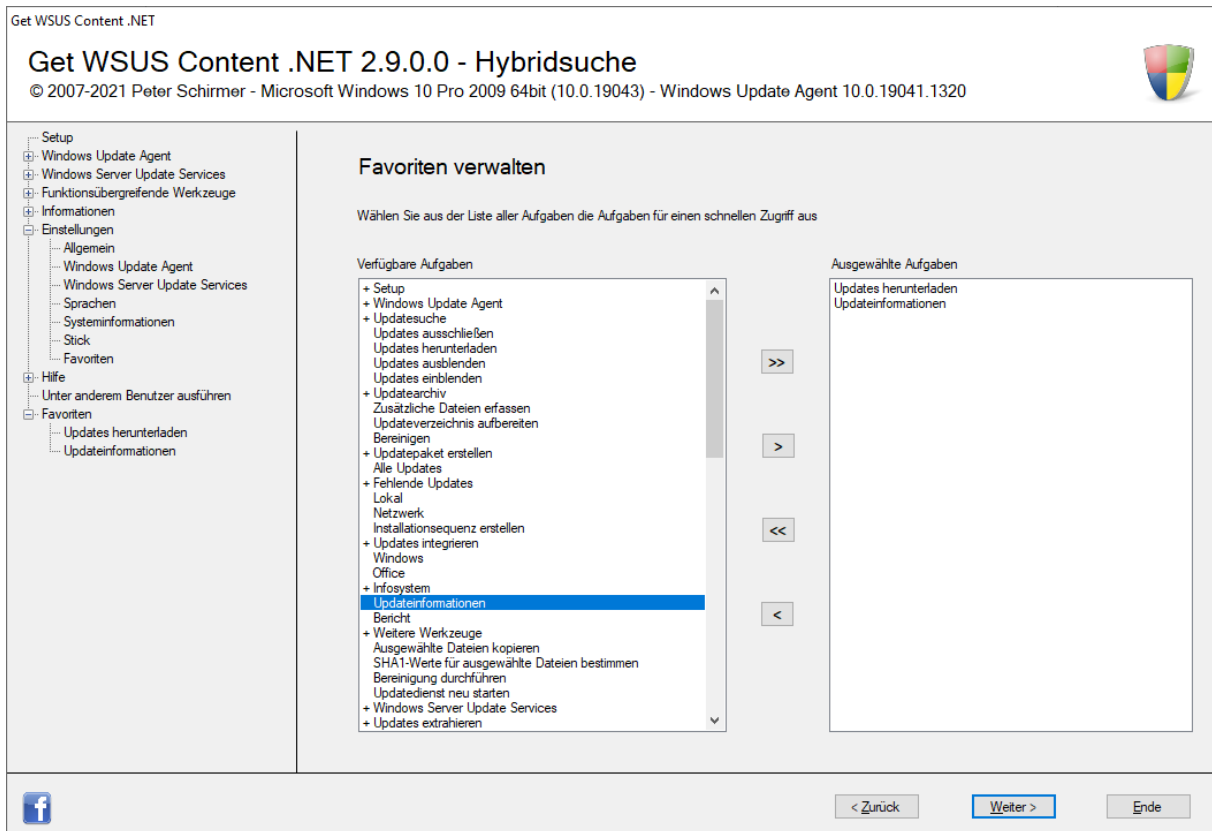 Get WSUS Content .NET
Get WSUS Content .NET 2.9.0.0 - Hybridsuche
© 2007-2021 Peter Schirmer - Microsoft Windows 10 Pro 2009 64bit (10.0.19043) - Windows Update Agent 10.0.19041.1320
Setup
Windows Update Agent
Windows Server Update Services
Funktionsübergreifende Werkzeuge
Informationen
Einstellungen
Allgemein
Windows Update Agent
Windows Server Update Services
Sprachen
Systeminformationen
Stick
Favoriten
Hilfe
Unter anderem Benutzer ausführen
Favoriten
Updates herunterladen
Updateinformationen
Favoriten verwalten
Wählen Sie aus der Liste aller Aufgaben die Aufgaben für einen schnellen Zugriff aus
Verfügbare Aufgaben
+ Setup
+ Windows Update Agent
+ Updatesuche
Updates ausschließen
Updates herunterladen
Updates ausblenden
Updates einblenden
+ Updatearchiv
Zusätzliche Dateien erfassen
Updateverzeichnis aufbereiten
Bereinigen
+ Updatepaket erstellen
Alle Updates
+ Fehlende Updates
Lokal
Netzwerk
Installationsequenz erstellen
+ Updates integrieren
Windows
Office
+ Infosystem
Updateinformationen
Bericht
+ Weitere Werkzeuge
Ausgewählte Dateien kopieren
SHA1-Werte für ausgewählte Dateien bestimmen
Bereinigung durchführen
Updatedienst neu starten
+ Windows Server Update Services
+ Updates extrahieren
>>
>
<<
<
Ausgewählte Aufgaben
Updates herunterladen
Updateinformationen
f
< Zurück
Weiter >
Ende